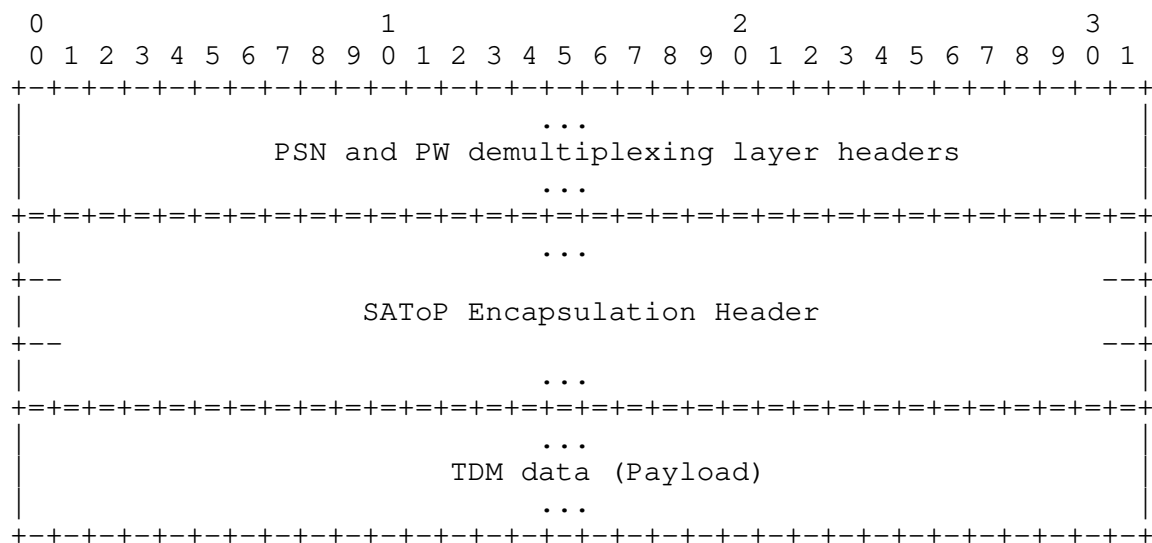 0                   1                   2                   3
 0 1 2 3 4 5 6 7 8 9 0 1 2 3 4 5 6 7 8 9 0 1 2 3 4 5 6 7 8 9 0 1
+-+-+-+-+-+-+-+-+-+-+-+-+-+-+-+-+-+-+-+-+-+-+-+-+-+-+-+-+-+-+-+-+
|                             ...                               |
|              PSN and PW demultiplexing layer headers          |
|                             ...                               |
+=+=+=+=+=+=+=+=+=+=+=+=+=+=+=+=+=+=+=+=+=+=+=+=+=+=+=+=+=+=+=+=+
|                             ...                               |
+--                                                           --+
|                   SAToP Encapsulation Header                  |
+--                                                           --+
|                             ...                               |
+=+=+=+=+=+=+=+=+=+=+=+=+=+=+=+=+=+=+=+=+=+=+=+=+=+=+=+=+=+=+=+=+
|                             ...                               |
|                        TDM data (Payload)                     |
|                             ...                               |
+-+-+-+-+-+-+-+-+-+-+-+-+-+-+-+-+-+-+-+-+-+-+-+-+-+-+-+-+-+-+-+-+